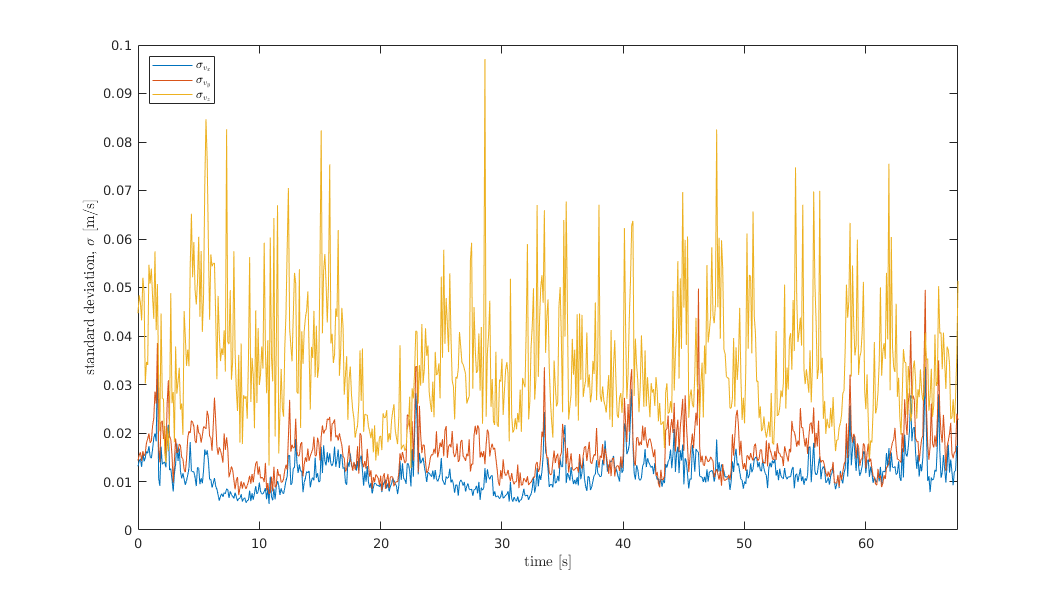 0.1
0.09
0.08
0.07
0.06
0.05
0.04
0.03
0.02
0.01
0
standard deviation, σ [m/s]
σ_{v_x}
σ_{v_y}
σ_{v_z}
0 10 20 30 40 50 60
time [s]